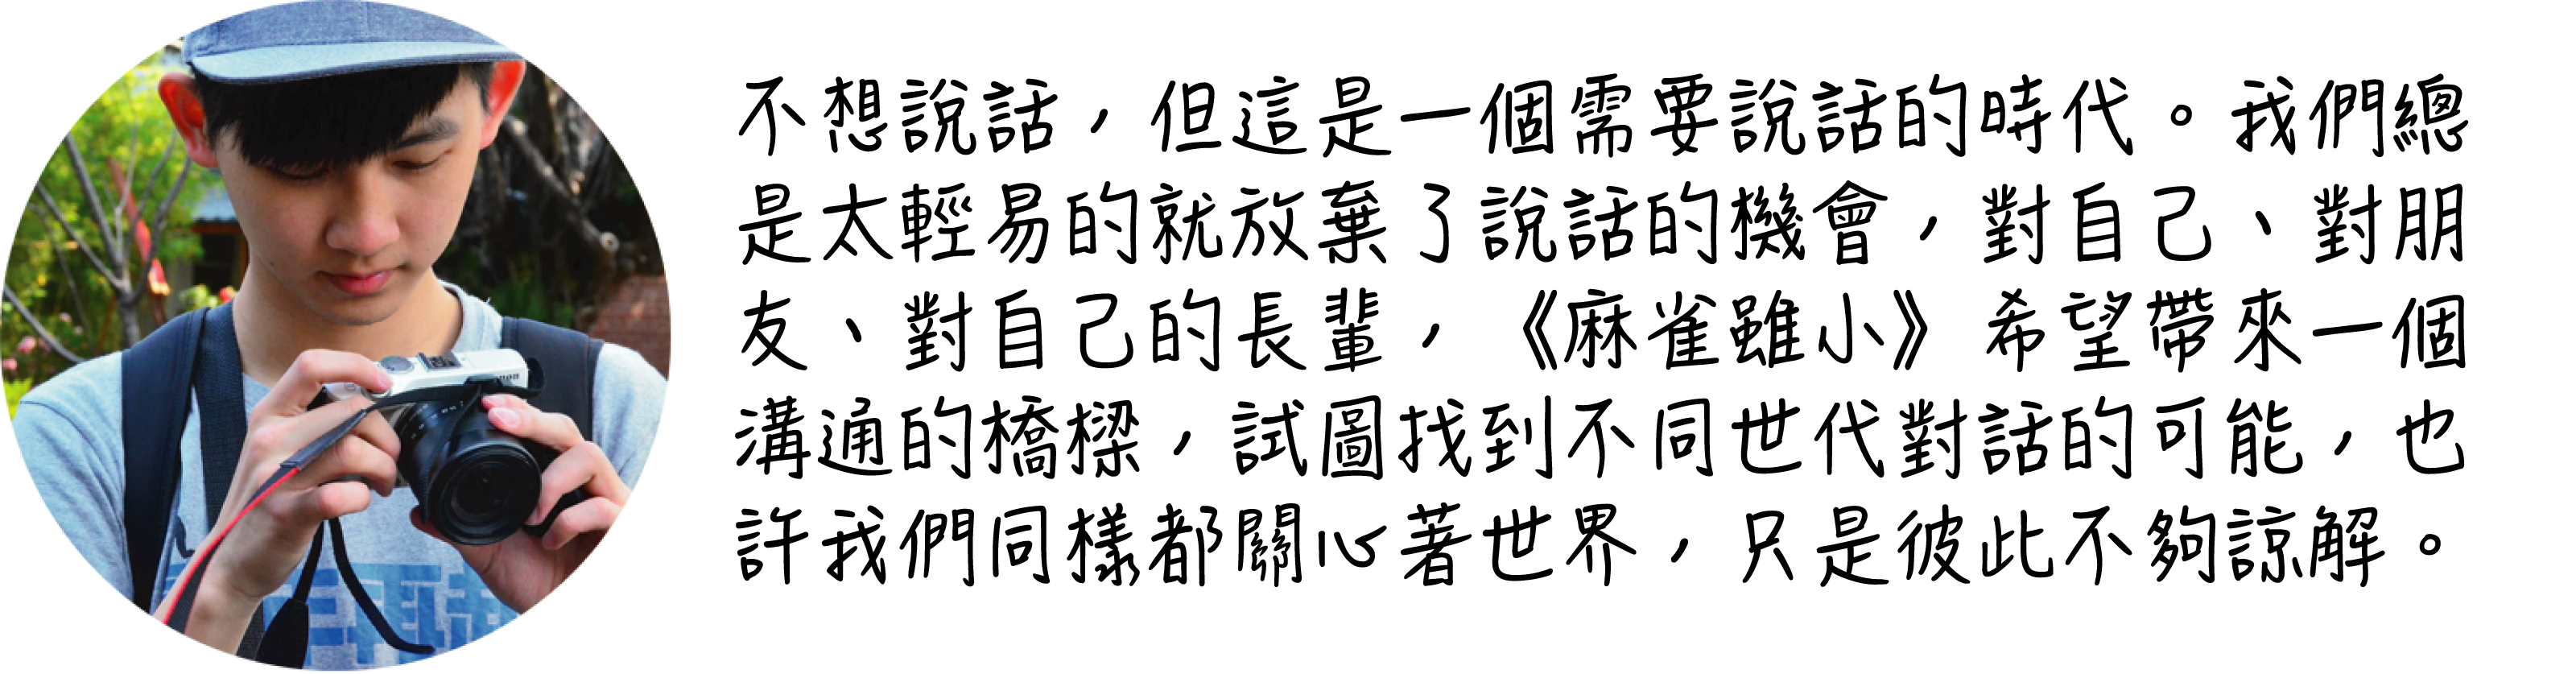 不想說話，但這是一個需要說話的時代。我們總
是太輕易的就放棄了說話的機會，對自己、對朋
友、對自己的長輩，《麻雀雖小》希望帶來一個
溝通的橋樑，試圖找到不同世代對話的可能，也
許我們同樣都關心著世界，只是彼此不夠諒解。